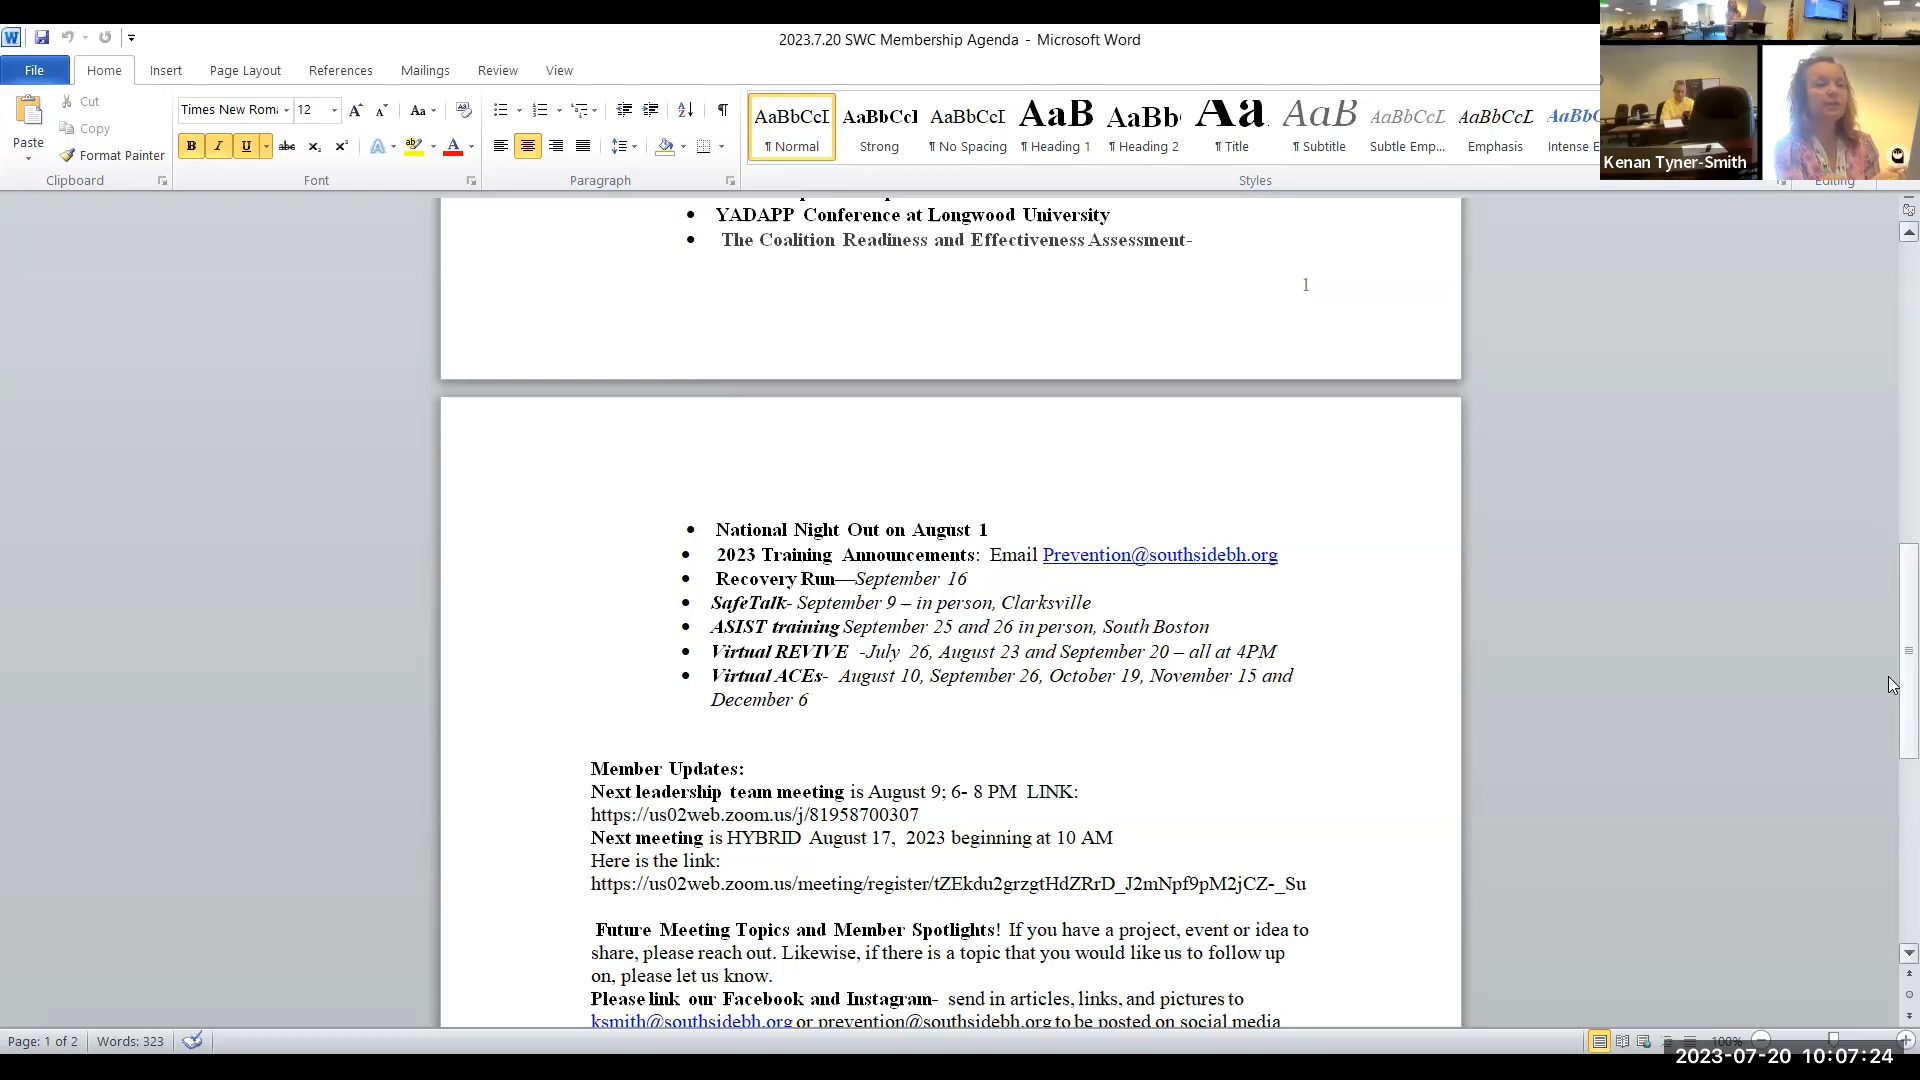 2023.7.20 SWC Membership Agenda - Microsoft Word
File Home Insert Page Layout References Mailings Review View
Paste
Cut
Copy
Format Painter
Clipboard
Times New Roma 12
Font
Paragraph
AaBbCcI AaBbCcI AaBbCcI AaB AaBb Aa AaB AaBbCcL AaBbCcL AaBbC
¶ Normal Strong ¶ No Spacing ¶ Heading 1 ¶ Heading 2 ¶ Title ¶ Subtitle Subtle Emp... Emphasis Intense E
Styles
Editing
Kenan Tyner-Smith
• YADAPP Conference at Longwood University
• The Coalition Readiness and Effectiveness Assessment-
1
• National Night Out on August 1
• 2023 Training Announcements: Email Prevention@southsidebh.org
• Recovery Run—September 16
• SafeTalk- September 9 – in person, Clarksville
• ASIST training September 25 and 26 in person, South Boston
• Virtual REVIVE -July 26, August 23 and September 20 – all at 4PM
• Virtual ACEs- August 10, September 26, October 19, November 15 and
December 6
Member Updates:
Next leadership team meeting is August 9; 6- 8 PM LINK:
https://us02web.zoom.us/j/81958700307
Next meeting is HYBRID August 17, 2023 beginning at 10 AM
Here is the link:
https://us02web.zoom.us/meeting/register/tZEkdu2grzgtHdZRrD_J2mNpf9pM2jCZ-_Su
Future Meeting Topics and Member Spotlights! If you have a project, event or idea to
share, please reach out. Likewise, if there is a topic that you would like us to follow up
on, please let us know.
Please link our Facebook and Instagram- send in articles, links, and pictures to
ksmith@southsidebh.org or prevention@southsidebh.org to be posted on social media
Page: 1 of 2 Words: 323
100%
2023-07-20 10:07:24